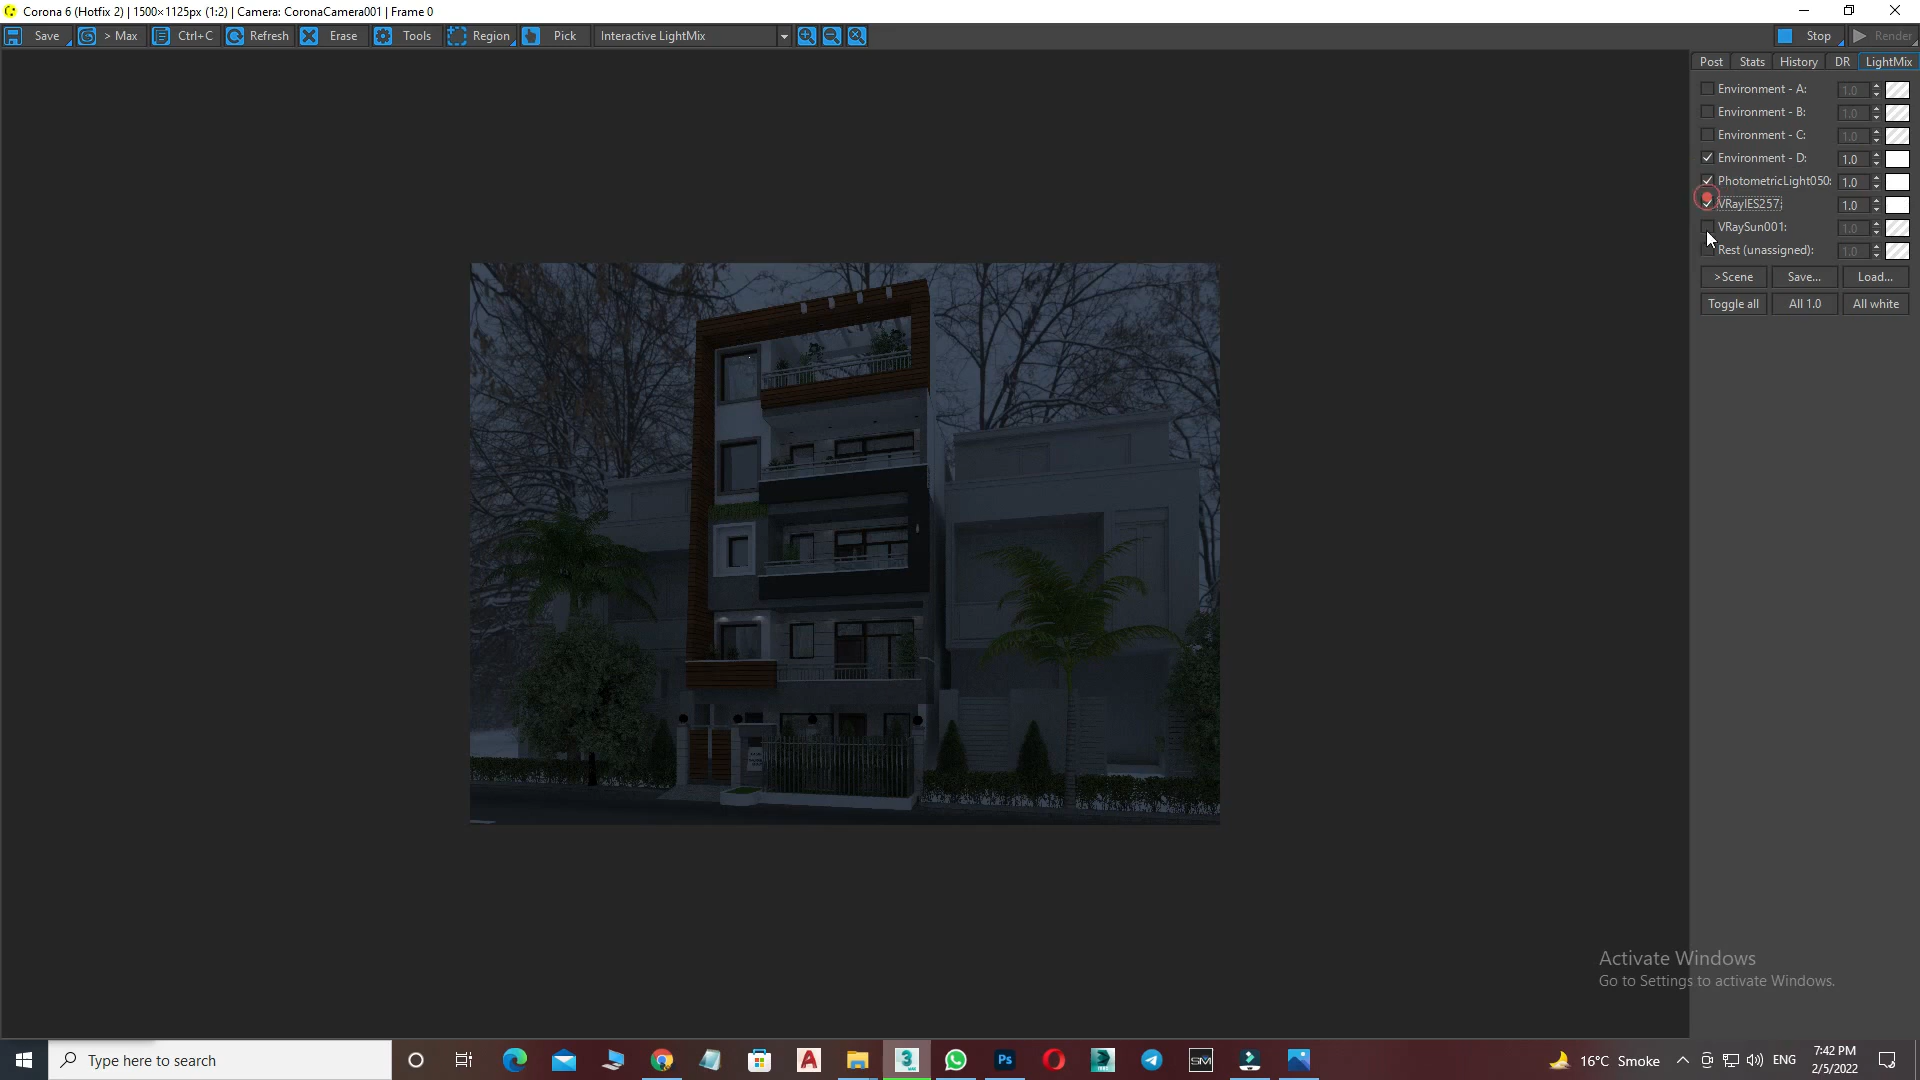 Corona 6 (Hotfix 2) | 1500×1125px (1:2) | Camera: CoronaCamera001 | Frame 0
Save > Max Ctrl+C Refresh Erase Tools Region Pick Interactive LightMix Stop Render
Post Stats History DR LightMix
Environment - A: 1.0
Environment - B: 1.0
Environment - C: 1.0
Environment - D: 1.0
PhotometricLight050: 1.0
VRayIES257: 1.0
VRaySun001: 1.0
Rest (unassigned): 1.0
>Scene Save... Load...
Toggle all All 1.0 All white
Activate Windows
Go to Settings to activate Windows.
Type here to search
16°C Smoke ENG
7:42 PM
2/5/2022